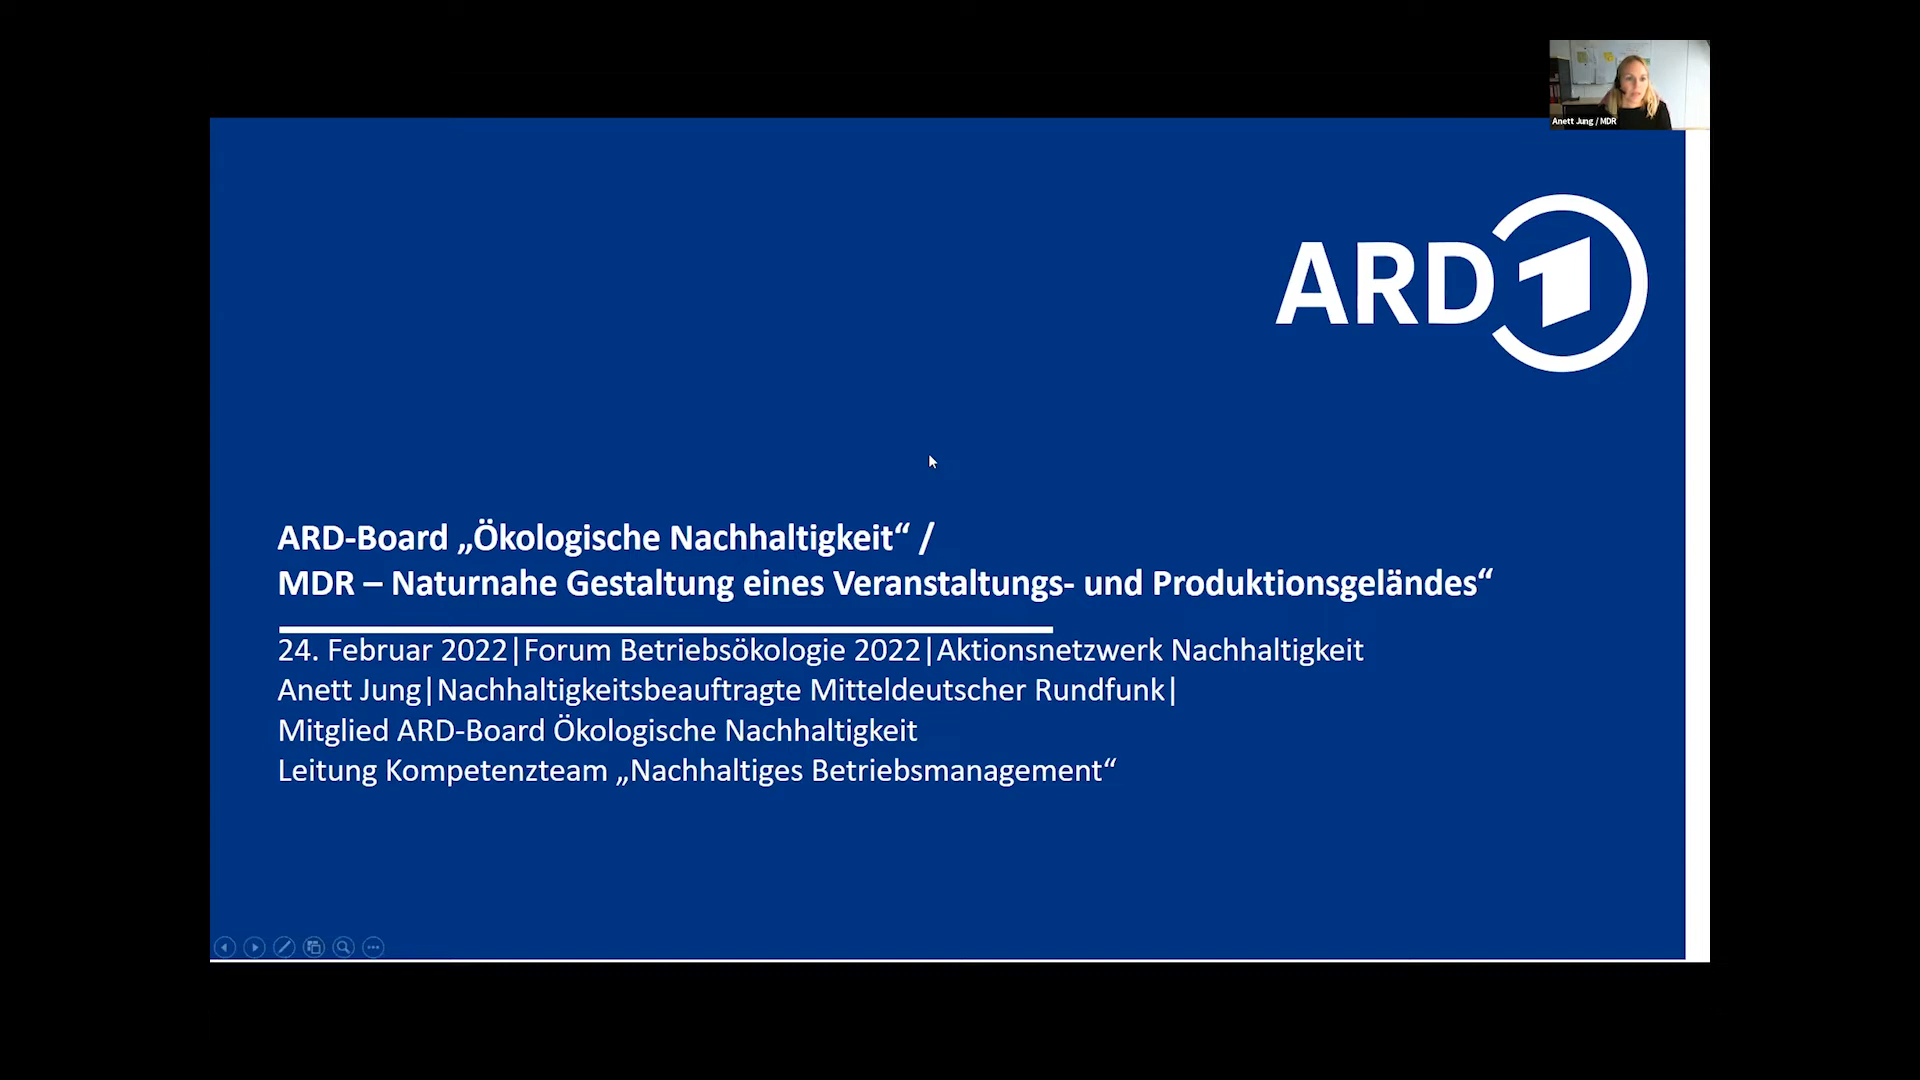 Anett Jung / MDR
ARD 1
ARD-Board „Ökologische Nachhaltigkeit“ /
MDR – Naturnahe Gestaltung eines Veranstaltungs- und Produktionsgeländes“
24. Februar 2022|Forum Betriebsökologie 2022|Aktionsnetzwerk Nachhaltigkeit
Anett Jung|Nachhaltigkeitsbeauftragte Mitteldeutscher Rundfunk|
Mitglied ARD-Board Ökologische Nachhaltigkeit
Leitung Kompetenzteam „Nachhaltiges Betriebsmanagement“